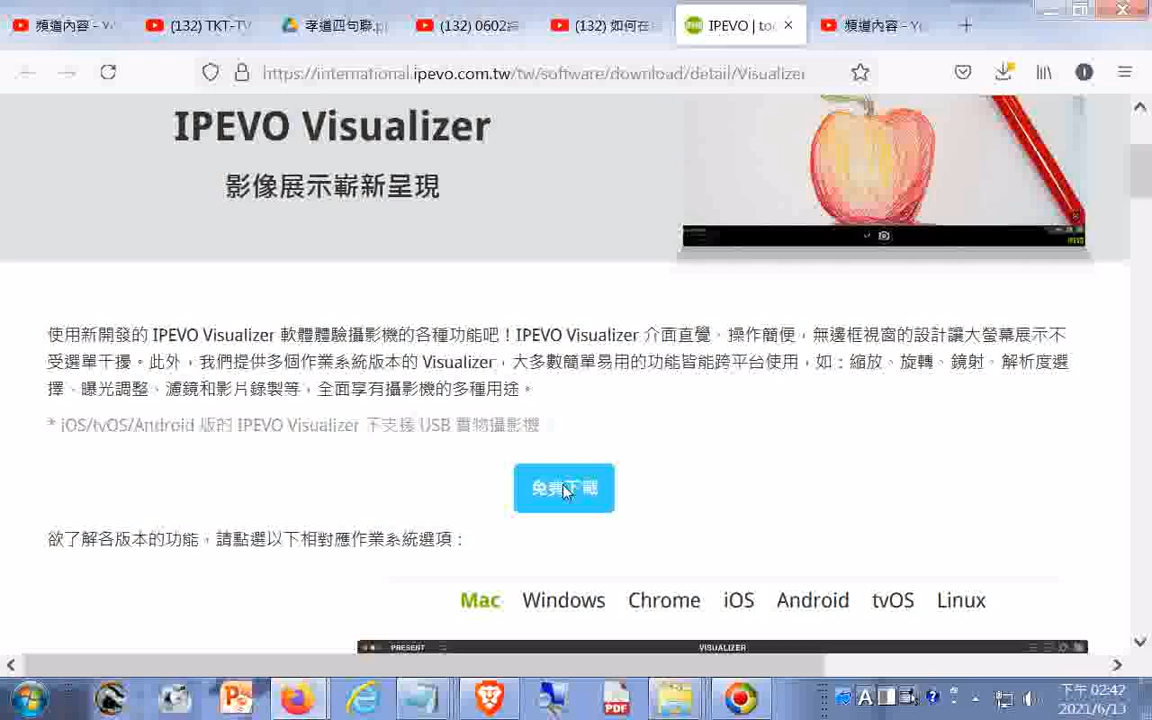 頻道內容 - Yo
(132) TKT-TV
孝道四句聯.p
(132) 0602
(132) 如何在
IPEVO | to
頻道內容 - Yo
https://international.ipevo.com.tw/tw/software/download/detail/Visualizer
IPEVO Visualizer
影像展示嶄新呈現
使用新開發的 IPEVO Visualizer 軟體體驗攝影機的各種功能吧！IPEVO Visualizer 介面直覺、操作簡便，無邊框視窗的設計讓大螢幕展示不
受選單干擾。此外，我們提供多個作業系統版本的 Visualizer，大多數簡單易用的功能皆能跨平台使用，如：縮放、旋轉、鏡射、解析度選
擇、曝光調整、濾鏡和影片錄製等，全面享有攝影機的多種用途。
* iOS/tvOS/Android 版的 IPEVO Visualizer 不支援 USB 實物攝影機
免費下載
欲了解各版本的功能，請點選以下相對應作業系統選項：
Mac Windows Chrome iOS Android tvOS Linux
PRESENT VISUALIZER
下午 02:42
2021/6/13